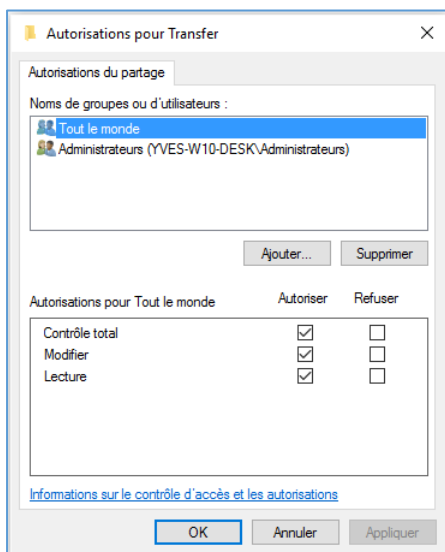 Autorisations pour Transfer
Autorisations du partage
Noms de groupes ou d'utilisateurs :
Tout le monde
Administrateurs (YVES-W10-DESK\Administrateurs)
Ajouter... Supprimer
Autorisations pour Tout le monde Autoriser Refuser
Contrôle total
Modifier
Lecture
Informations sur le contrôle d'accès et les autorisations
OK Annuler Appliquer